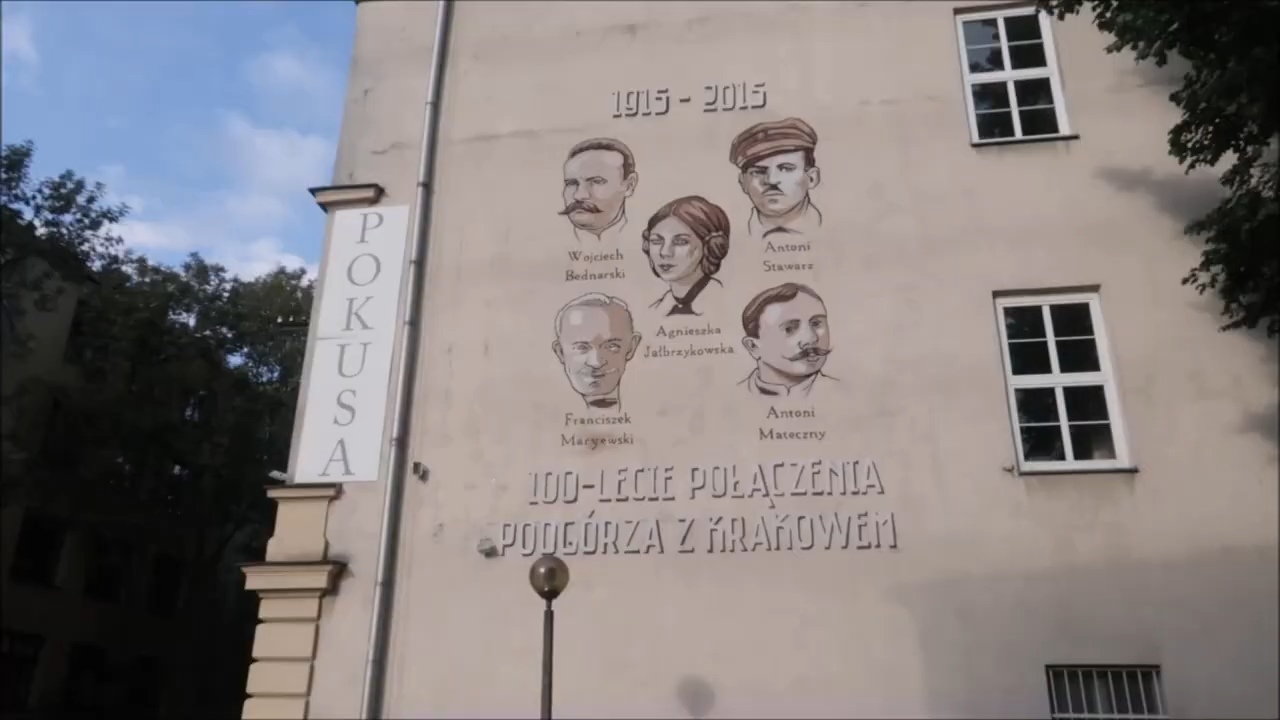 POKUSA
1915 - 2015
Wojciech
Bednarski
Antoni
Stawarz
Agnieszka
Jałbrzykowska
Franciszek
Maryewski
Antoni
Mateczny
100-LECIE POŁĄCZENIA
PODGÓRZA Z KRAKOWEM